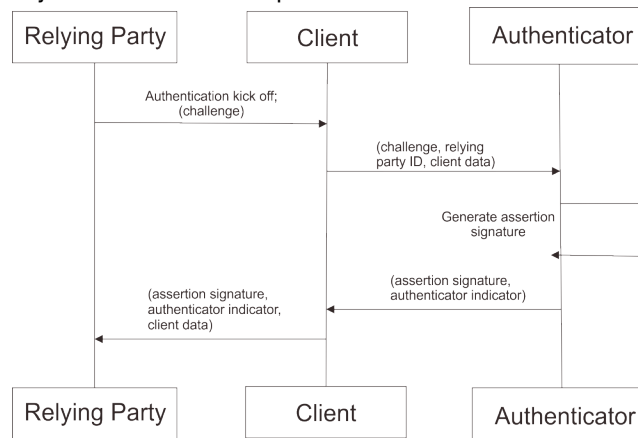 Relying Party
Client
Authenticator
Authentication kick off;
(challenge)
(challenge, relying
party ID, client data)
Generate assertion
signature
(assertion signature,
authenticator indicator)
(assertion signature,
authenticator indicator,
client data)
Relying Party
Client
Authenticator